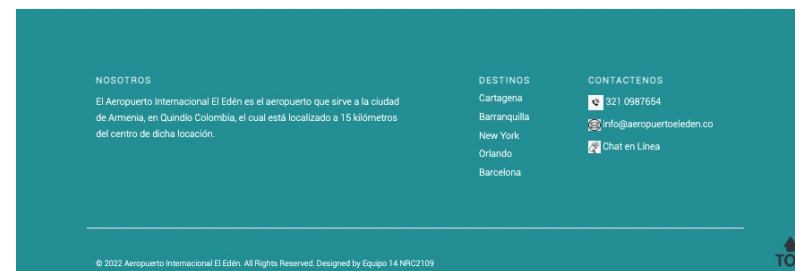 NOSOTROS
El Aeropuerto Internacional El Edén es el aeropuerto que sirve a la ciudad
de Armenia, en Quindío Colombia, el cual está localizado a 15 kilómetros
del centro de dicha locación.
DESTINOS
Cartagena
Barranquilla
New York
Orlando
Barcelona
CONTACTENOS
321 0987654
info@aeropuertoeleden.co
Chat en Línea
© 2022 Aeropuerto Internacional El Edén. All Rights Reserved. Designed by Equipo 14 NRC2109
TO